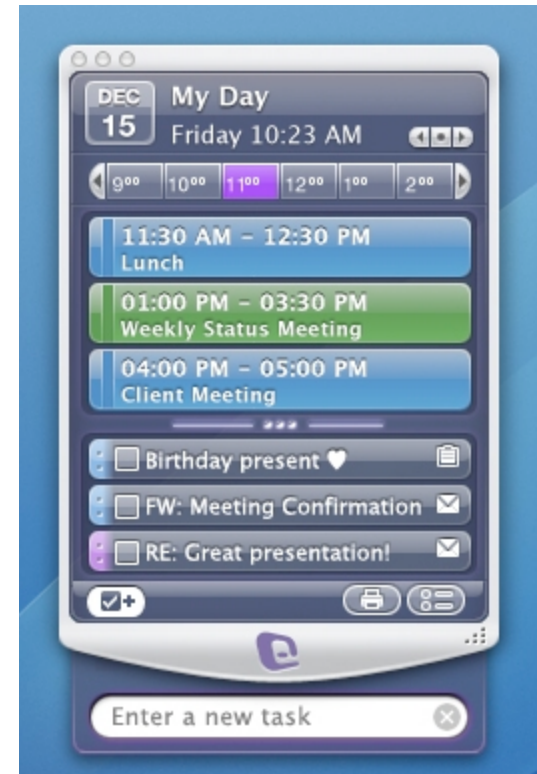 DEC
15
My Day
Friday 10:23 AM
9⁰⁰ 10⁰⁰ 11⁰⁰ 12⁰⁰ 1⁰⁰ 2⁰⁰
11:30 AM – 12:30 PM
Lunch
01:00 PM – 03:30 PM
Weekly Status Meeting
04:00 PM – 05:00 PM
Client Meeting
Birthday present ♥
FW: Meeting Confirmation
RE: Great presentation!
Enter a new task